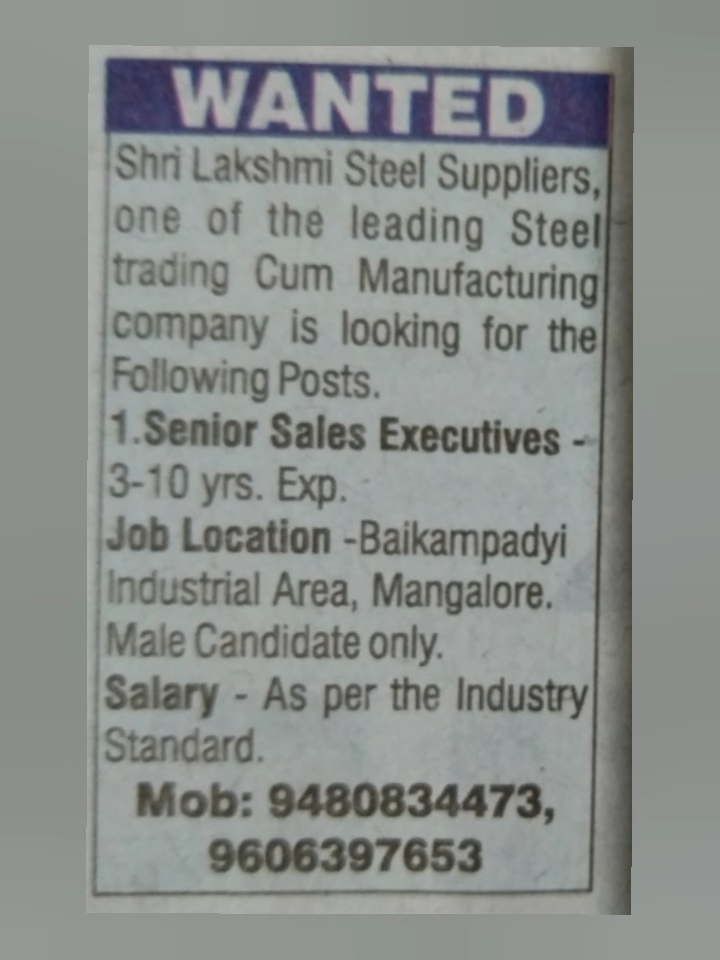 WANTED
Shri Lakshmi Steel Suppliers,
one of the leading Steel
trading Cum Manufacturing
company is looking for the
Following Posts.
1.Senior Sales Executives -
3-10 yrs. Exp.
Job Location -Baikampadyi
Industrial Area, Mangalore.
Male Candidate only.
Salary - As per the Industry
Standard.
Mob: 9480834473,
9606397653